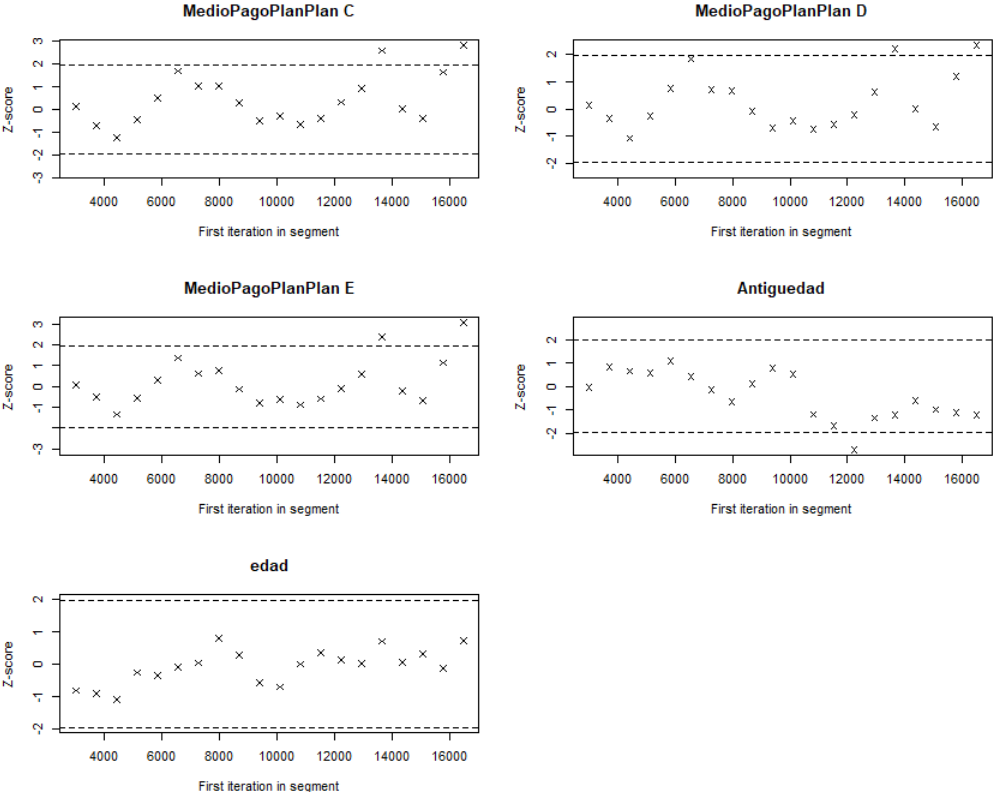 MedioPagoPlanPlan C
Z-score
3
2
1
0
-1
-2
-3
4000 6000 8000 10000 12000 14000 16000
First iteration in segment
MedioPagoPlanPlan D
Z-score
2
1
0
-1
-2
4000 6000 8000 10000 12000 14000 16000
First iteration in segment
MedioPagoPlanPlan E
Z-score
3
2
1
0
-1
-3
4000 6000 8000 10000 12000 14000 16000
First iteration in segment
Antiguedad
Z-score
2
1
0
-1
-2
4000 6000 8000 10000 12000 14000 16000
First iteration in segment
edad
Z-score
2
1
0
-1
-2
4000 6000 8000 10000 12000 14000 16000
First iteration in segment